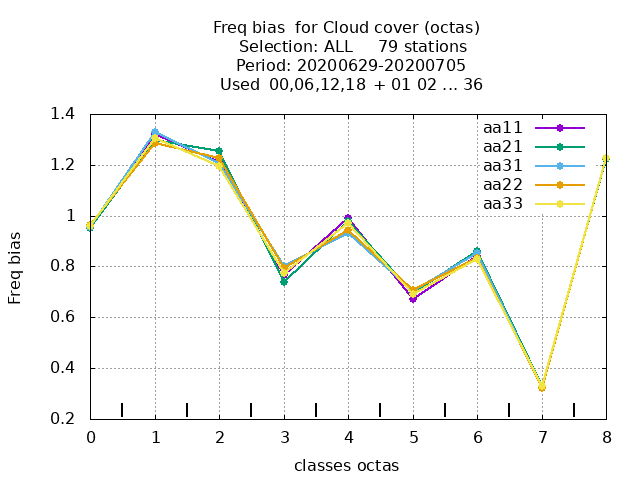 Freq bias  for Cloud cover (octas)
Selection: ALL     79 stations
Period: 20200629-20200705
Used  00,06,12,18  + 01 02 ... 36
1.4
1.2
1
0.8
0.6
0.4
0.2
Freq bias
aa11
aa21
aa31
aa22
aa33
0 1 2 3 4 5 6 7 8
classes octas